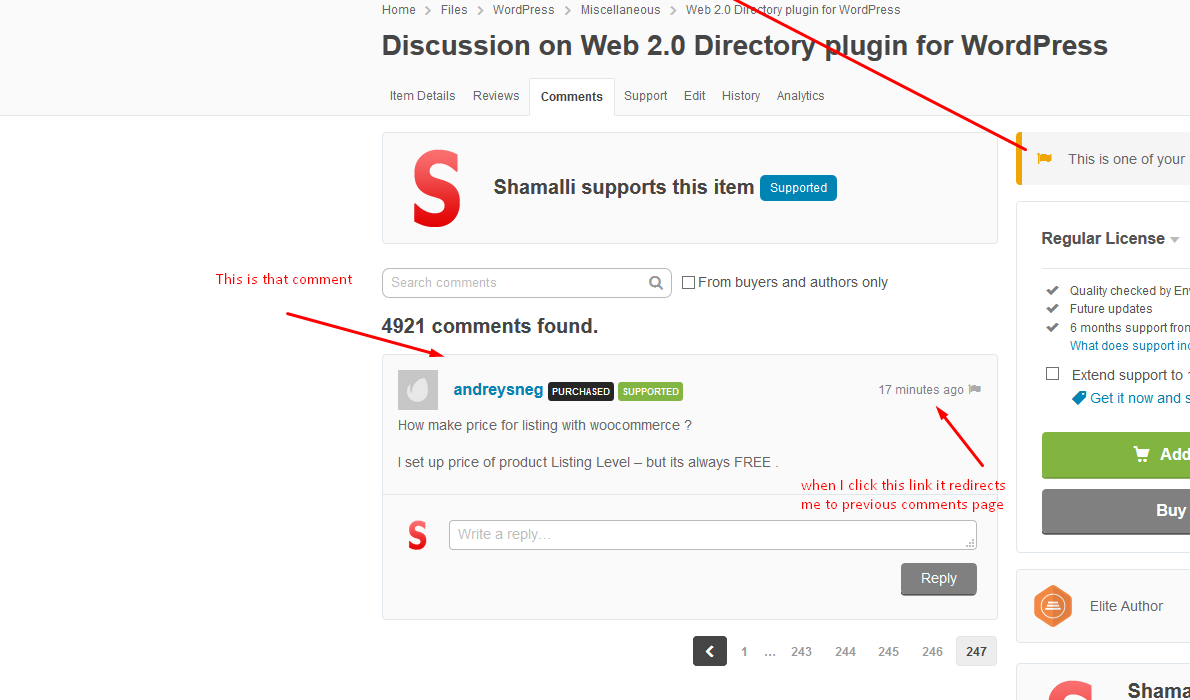 Home > Files > WordPress > Miscellaneous > Web 2.0 Directory plugin for WordPress
Discussion on Web 2.0 Directory plugin for WordPress
Item Details Reviews Comments Support Edit History Analytics
This is one of your
S
Shamalli supports this item Supported
Regular License
This is that comment
Search comments
From buyers and authors only
Quality checked by Env
Future updates
4921 comments found.
6 months support from
What does support inc
Extend support to 1
Get it now and s
andreysneg PURCHASED SUPPORTED
17 minutes ago
How make price for listing with woocommerce ?
I set up price of product Listing Level – but its always FREE .
Add
when I click this link it redirects
me to previous comments page
Buy
S
Write a reply...
Reply
Elite Author
1 ... 243 244 245 246 247
S
Shama